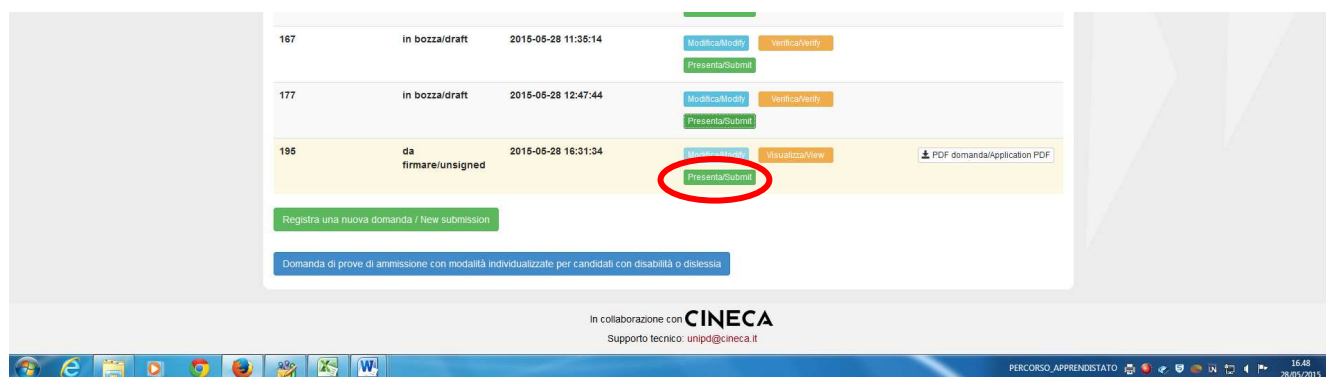 167 in bozza/draft 2015-05-28 11:35:14 Modifica/Modify Verifica/Verify
Presenta/Submit
177 in bozza/draft 2015-05-28 12:47:44 Modifica/Modify Verifica/Verify
Presenta/Submit
195 da firmare/unsigned 2015-05-28 16:31:34 Modifica/Modify Visualizza/View PDF domanda/Application PDF
Presenta/Submit
Registra una nuova domanda / New submission
Domanda di prove di ammissione con modalità individualizzate per candidati con disabilità o dislessia
In collaborazione con CINECA
Supporto tecnico: unipd@cineca.it
PERCORSO_APPRENDISTATO 16.48
28/05/2015